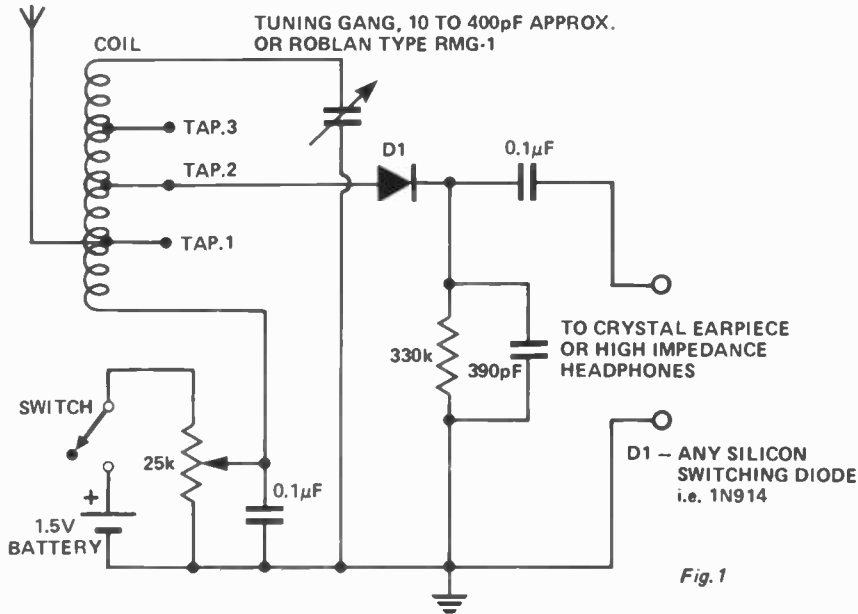 TUNING GANG, 10 TO 400pF APPROX.
OR ROBLAN TYPE RMG-1
COIL
TAP.3
TAP.2
TAP.1
D1
0.1µF
330k
390pF
TO CRYSTAL EARPIECE
OR HIGH IMPEDANCE
HEADPHONES
SWITCH
25k
0.1µF
+
1.5V
BATTERY
D1 – ANY SILICON
SWITCHING DIODE
i.e. 1N914
Fig.1